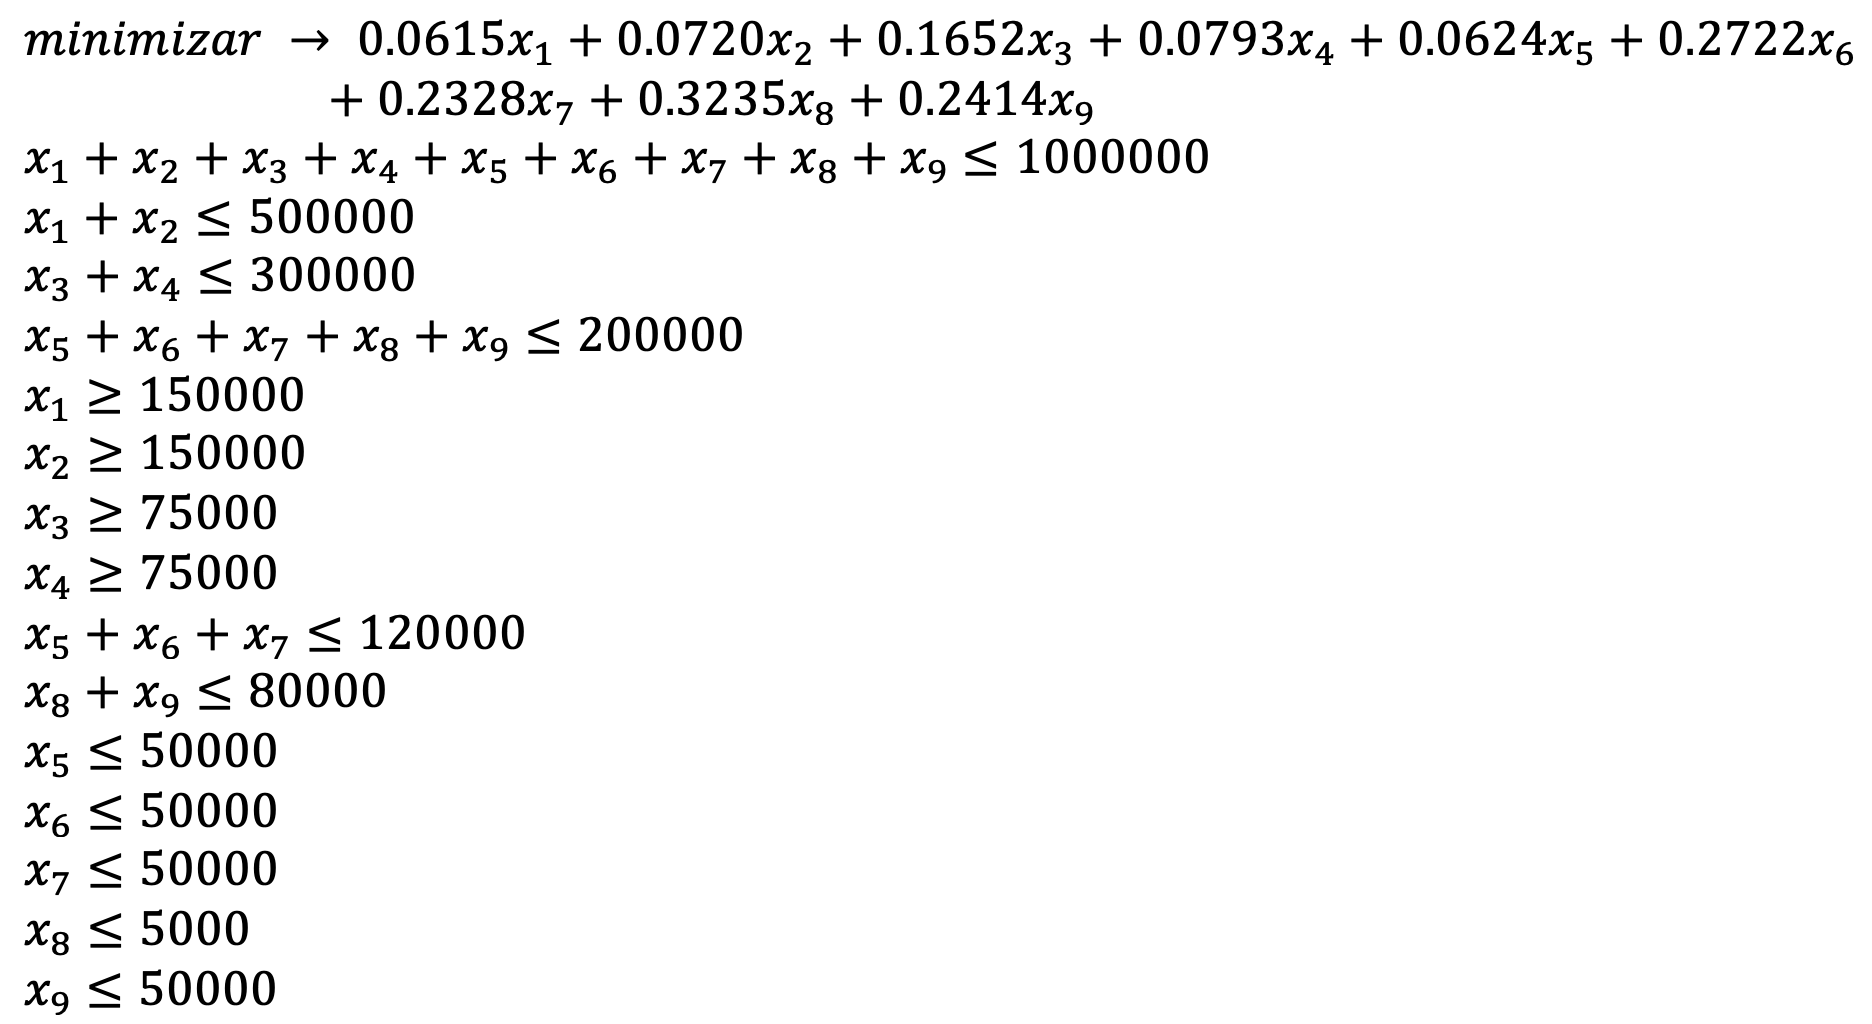 minimizar → 0.0615x₁ + 0.0720x₂ + 0.1652x₃ + 0.0793x₄ + 0.0624x₅ + 0.2722x₆
+ 0.2328x₇ + 0.3235x₈ + 0.2414x₉
x₁ + x₂ + x₃ + x₄ + x₅ + x₆ + x₇ + x₈ + x₉ ≤ 1000000
x₁ + x₂ ≤ 500000
x₃ + x₄ ≤ 300000
x₅ + x₆ + x₇ + x₈ + x₉ ≤ 200000
x₁ ≥ 150000
x₂ ≥ 150000
x₃ ≥ 75000
x₄ ≥ 75000
x₅ + x₆ + x₇ ≤ 120000
x₈ + x₉ ≤ 80000
x₅ ≤ 50000
x₆ ≤ 50000
x₇ ≤ 50000
x₈ ≤ 5000
x₉ ≤ 50000